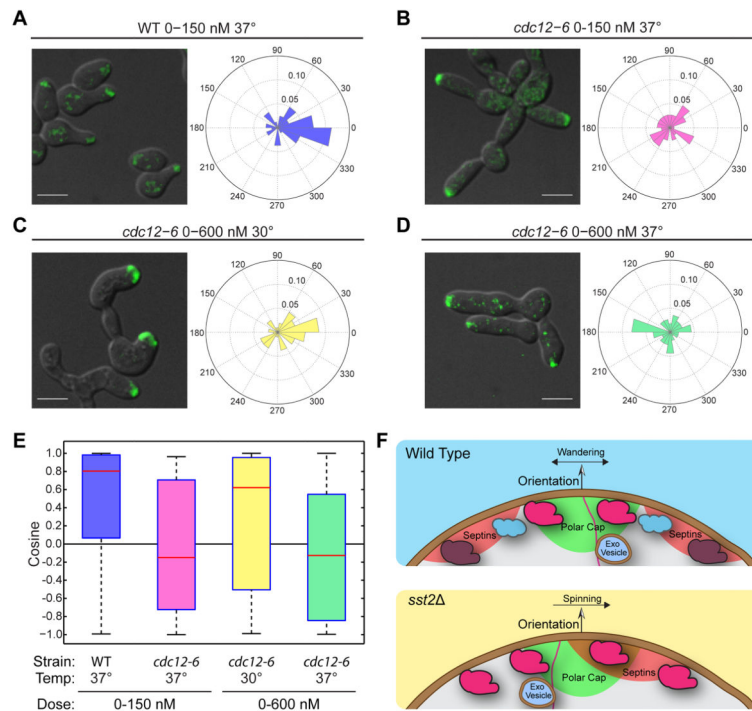 A
WT 0–150 nM 37°
90
120
60
0.10
150
30
0.05
180
0
210
330
240
300
270
B
cdc12-6 0-150 nM 37°
90
120
60
0.10
150
30
0.05
180
0
210
330
240
300
270
C
cdc12–6 0–600 nM 30°
90
120
60
0.10
150
30
0.05
180
0
210
330
240
300
270
D
cdc12–6 0–600 nM 37°
90
120
60
0.10
150
30
0.05
180
0
210
330
240
300
270
E
Cosine
1.0
0.8
0.6
0.4
0.2
0.0
−0.2
−0.4
−0.6
−0.8
−1.0
Strain: WT cdc12-6 cdc12-6 cdc12-6
Temp: 37° 37° 30° 37°
Dose: 0-150 nM 0-600 nM
F
Wild Type
Wandering
Orientation
Septins
Polar Cap
Septins
Exo
Vesicle
sst2Δ
Spinning
Orientation
Polar Cap
Septins
Exo
Vesicle